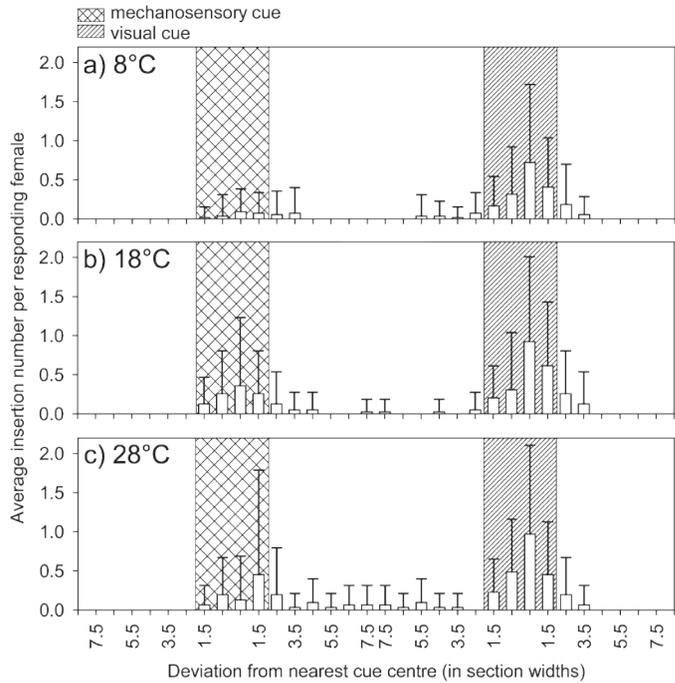 mechanosensory cue
visual cue
Average insertion number per responding female
a) 8°C
2.0
1.5
1.0
0.5
0.0
b) 18°C
2.0
1.5
1.0
0.5
0.0
c) 28°C
2.0
1.5
1.0
0.5
0.0
7.5 5.5 3.5 1.5 1.5 3.5 5.5 7.5 7.5 5.5 3.5 1.5 1.5 3.5 5.5 7.5
Deviation from nearest cue centre (in section widths)